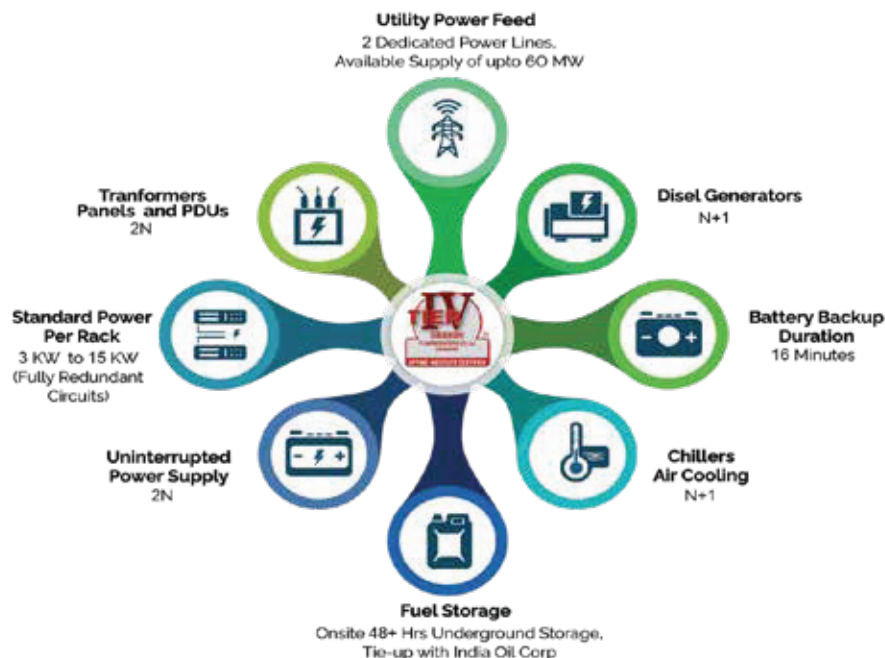 Utility Power Feed
2 Dedicated Power Lines,
Available Supply of upto 60 MW
Tranformers
Panels and PDUs
2N
Disel Generators
N+1
Standard Power
Per Rack
3 KW to 15 KW
(Fully Redundant
Circuits)
TIER
IV
Battery Backup
Duration
16 Minutes
Uninterrupted
Power Supply
2N
Chillers
Air Cooling
N+1
Fuel Storage
Onsite 48+ Hrs Underground Storage,
Tie-up with India Oil Corp